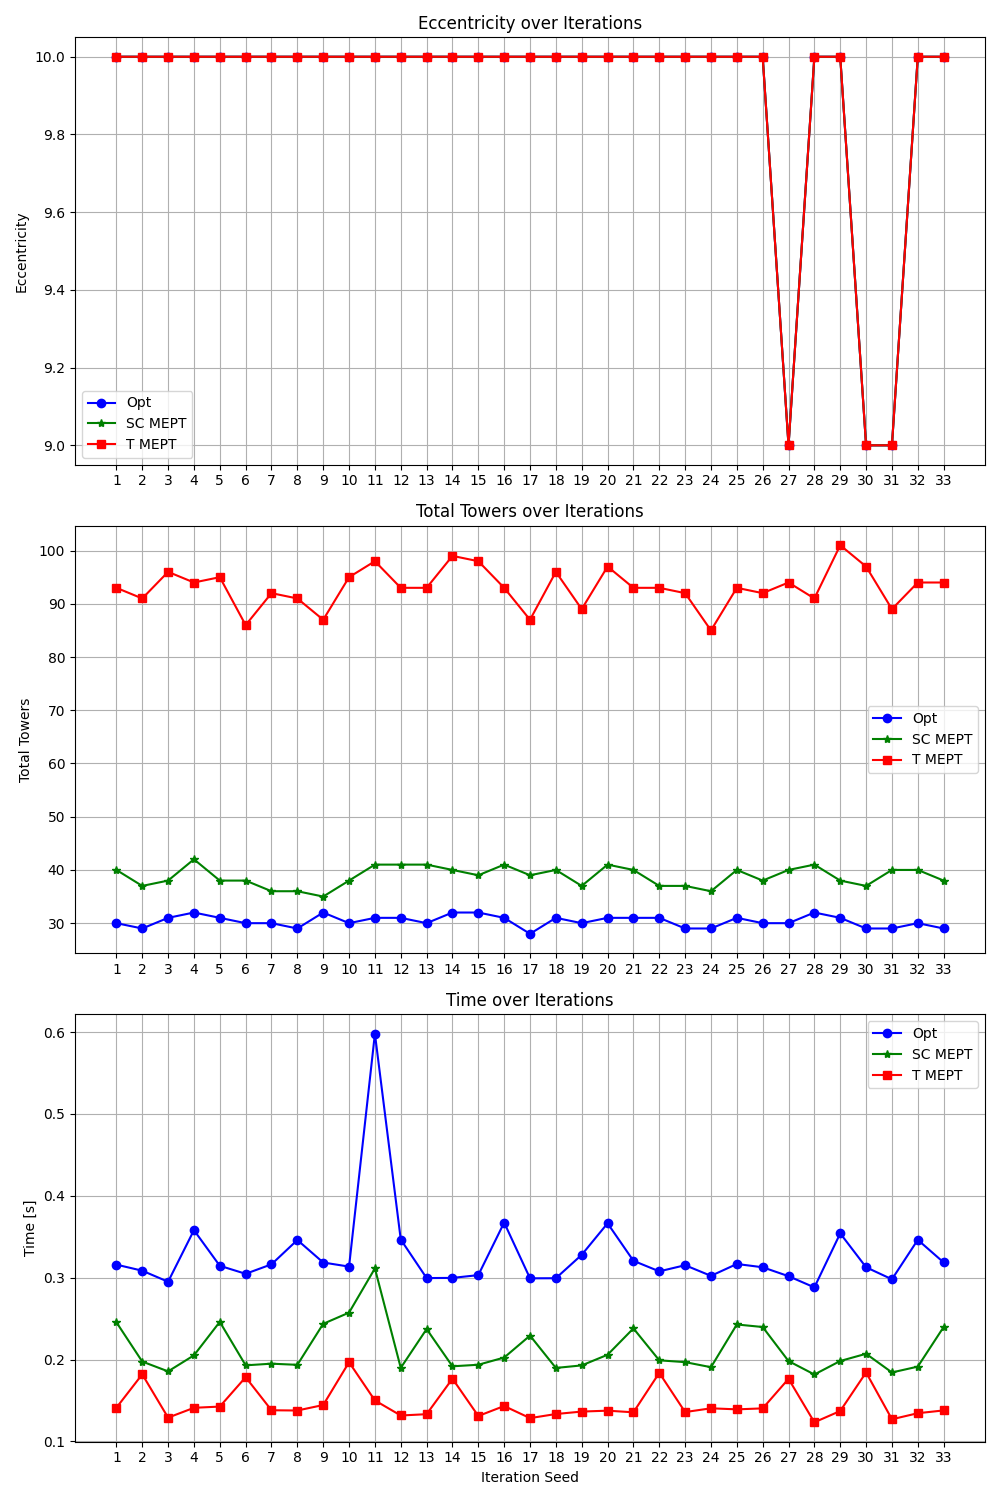 Eccentricity over Iterations
Eccentricity
10.0
9.8
9.6
9.4
9.2
9.0
Opt
SC MEPT
T MEPT
1 2 3 4 5 6 7 8 9 10 11 12 13 14 15 16 17 18 19 20 21 22 23 24 25 26 27 28 29 30 31 32 33
Total Towers over Iterations
Total Towers
100
90
80
70
60
50
40
30
Opt
SC MEPT
T MEPT
1 2 3 4 5 6 7 8 9 10 11 12 13 14 15 16 17 18 19 20 21 22 23 24 25 26 27 28 29 30 31 32 33
Time over Iterations
Time [s]
0.6
0.5
0.4
0.3
0.2
0.1
Opt
SC MEPT
T MEPT
1 2 3 4 5 6 7 8 9 10 11 12 13 14 15 16 17 18 19 20 21 22 23 24 25 26 27 28 29 30 31 32 33
Iteration Seed